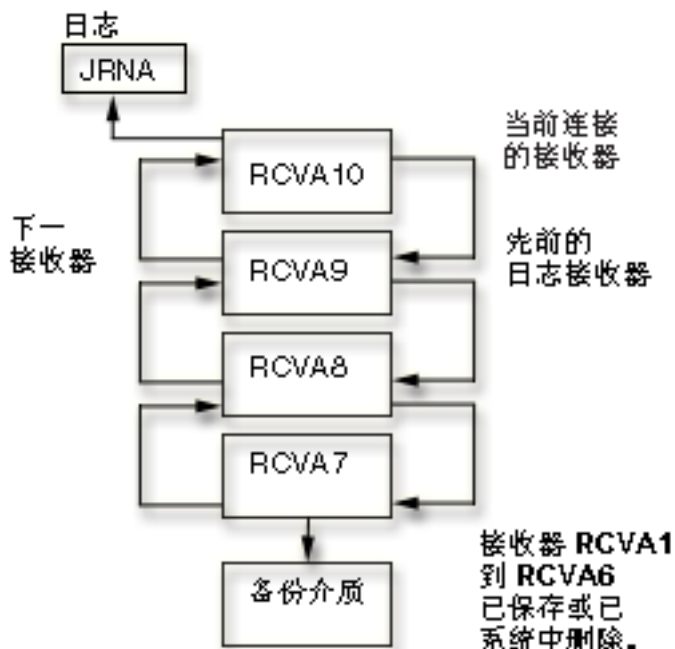 日志
JRNA
当前连接
的接收器
RCVA10
下一
接收器
先前的
日志接收器
RCVA9
RCVA8
RCVA7
备份介质
接收器 RCVA1
到 RCVA6
已保存或已
系统中删除。